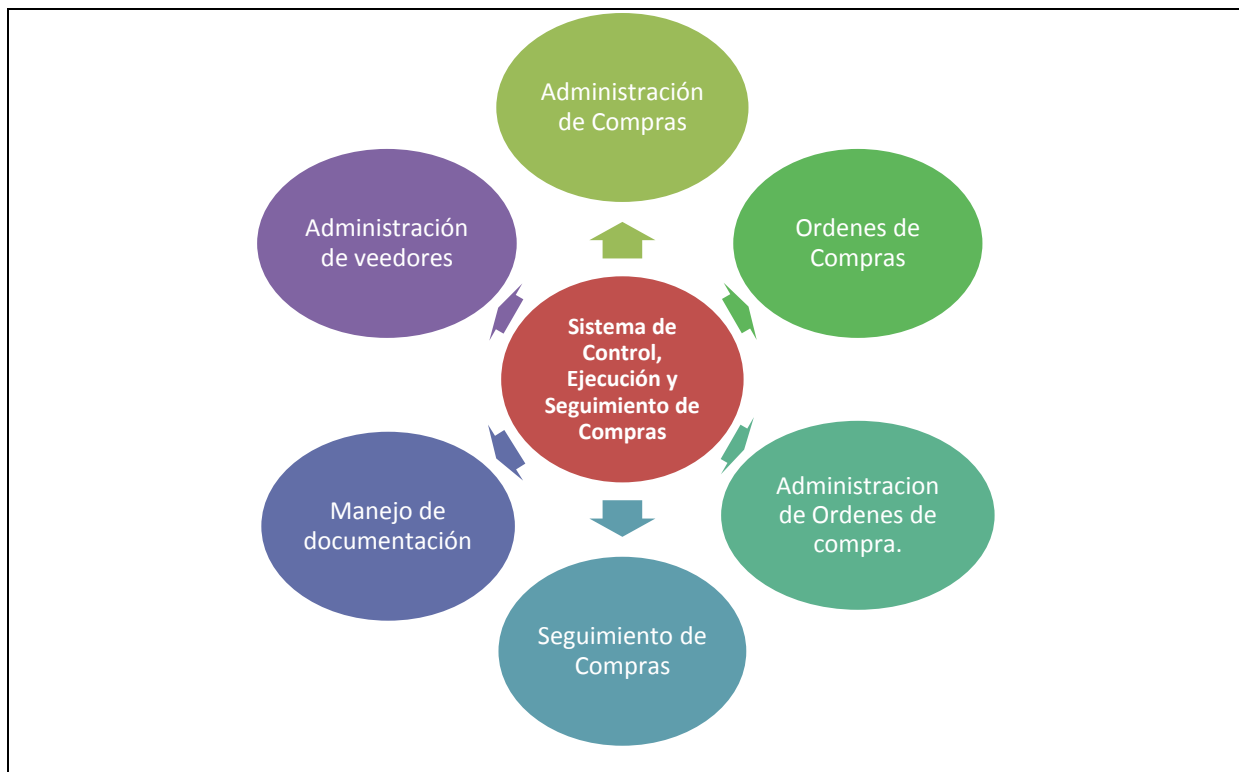 Administración
de Compras
Ordenes de
Compras
Administracion
de Ordenes de
compra.
Seguimiento de
Compras
Manejo de
documentación
Administración
de veedores
Sistema de
Control,
Ejecución y
Seguimiento de
Compras